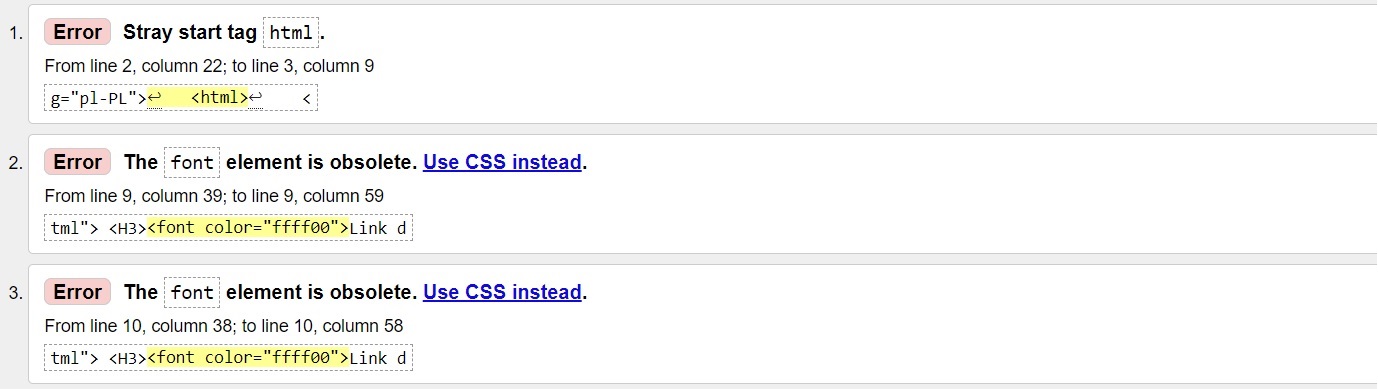 1. Error Stray start tag html.
From line 2, column 22; to line 3, column 9
g="pl-PL">↩ <html>↩ <
2. Error The font element is obsolete. Use CSS instead.
From line 9, column 39; to line 9, column 59
tml"> <H3><font color="ffff00">Link d
3. Error The font element is obsolete. Use CSS instead.
From line 10, column 38; to line 10, column 58
tml"> <H3><font color="ffff00">Link d